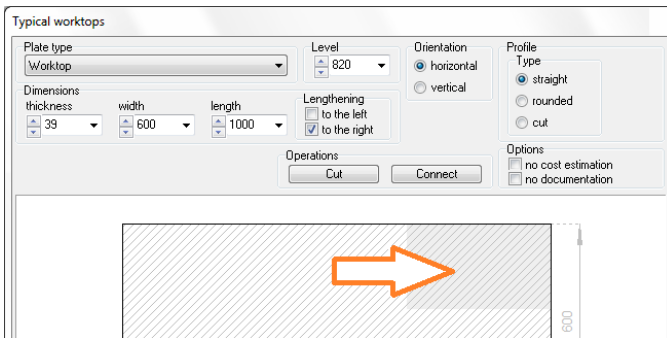 Typical worktops
Plate type
Worktop
Level
820
Orientation
horizontal
vertical
Profile
Type
straight
rounded
cut
Dimensions
thickness
39
width
600
length
1000
Lengthening
to the left
to the right
Operations
Cut
Connect
Options
no cost estimation
no documentation
600